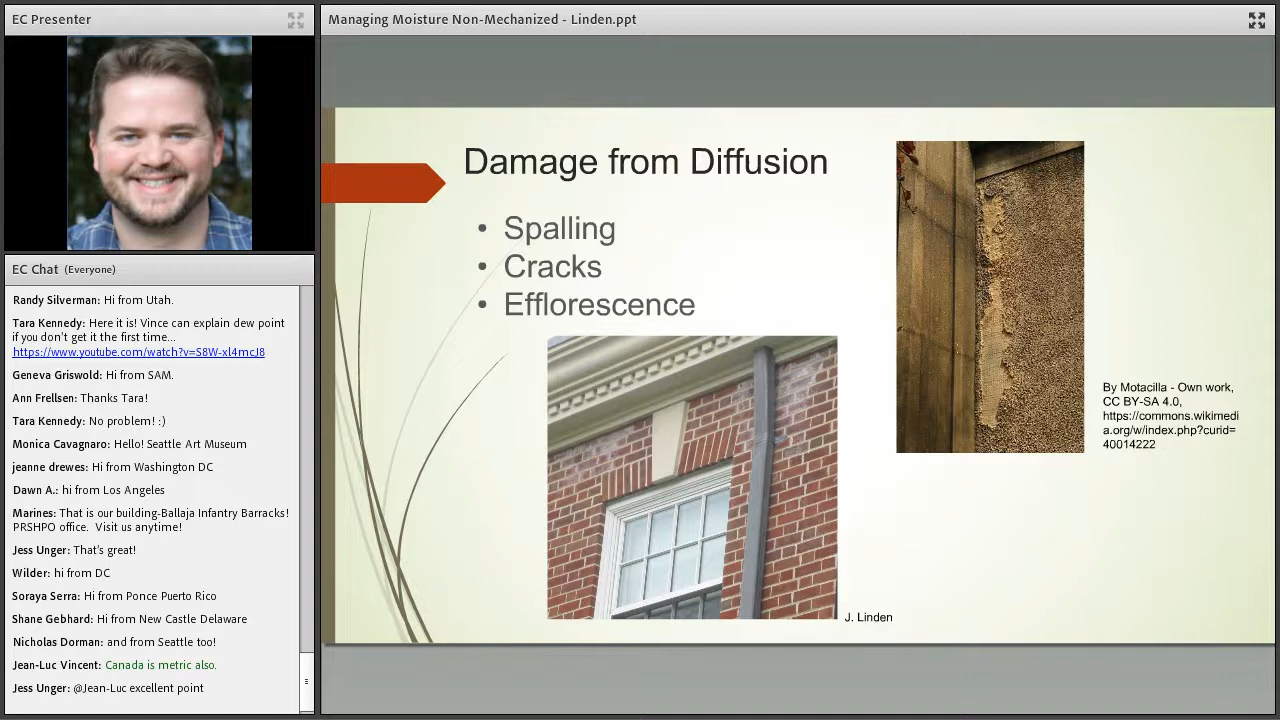 EC Presenter
Managing Moisture Non-Mechanized - Linden.ppt
EC Chat (Everyone)
Randy Silverman: Hi from Utah.
Tara Kennedy: Here it is! Vince can explain dew point
if you don't get it the first time...
https://www.youtube.com/watch?v=S8W-xl4mcJ8
Geneva Griswold: Hi from SAM.
Ann Frellsen: Thanks Tara!
Tara Kennedy: No problem! :)
Monica Cavagnaro: Hello! Seattle Art Museum
jeanne drewes: Hi from Washington DC
Dawn A.: hi from Los Angeles
Marines: That is our building-Ballaja Infantry Barracks!
PRSHPO office. Visit us anytime!
Jess Unger: That's great!
Wilder: hi from DC
Soraya Serra: Hi from Ponce Puerto Rico
Shane Gebhard: Hi from New Castle Delaware
Nicholas Dorman: and from Seattle too!
Jean-Luc Vincent: Canada is metric also.
Jess Unger: @Jean-Luc excellent point
Damage from Diffusion
• Spalling
• Cracks
• Efflorescence
By Motacilla - Own work,
CC BY-SA 4.0,
https://commons.wikimedi
a.org/w/index.php?curid=
40014222
J. Linden